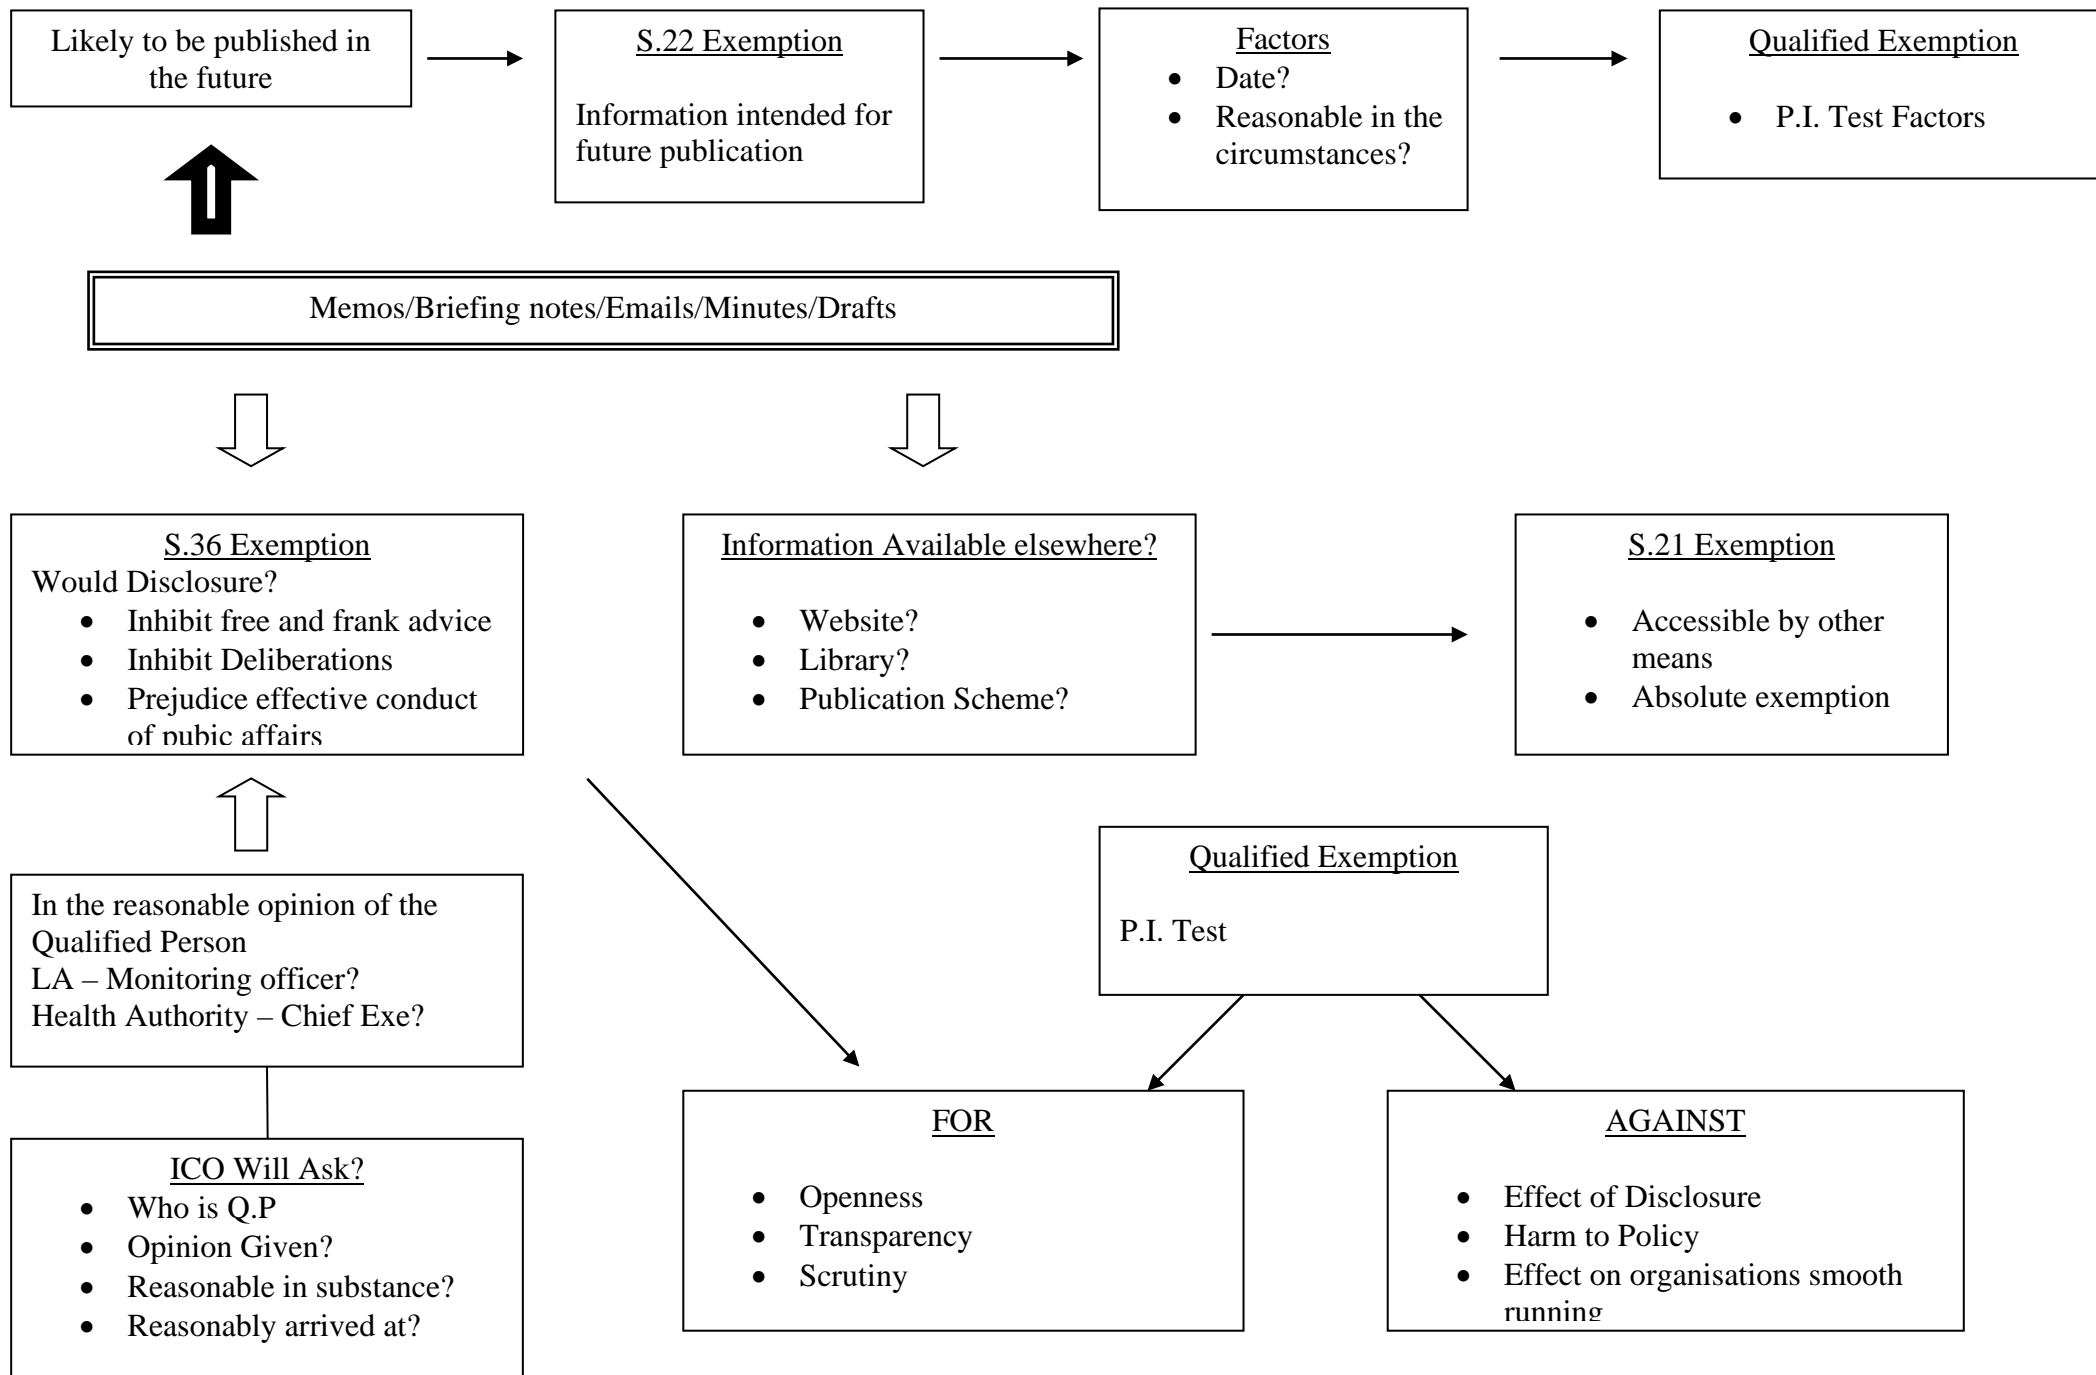 Likely to be published in
the future
S.22 Exemption
Information intended for
future publication
Factors
• Date?
• Reasonable in the
circumstances?
Qualified Exemption
• P.I. Test Factors
Memos/Briefing notes/Emails/Minutes/Drafts
S.36 Exemption
Would Disclosure?
• Inhibit free and frank advice
• Inhibit Deliberations
• Prejudice effective conduct
of pubic affairs
Information Available elsewhere?
• Website?
• Library?
• Publication Scheme?
S.21 Exemption
• Accessible by other
means
• Absolute exemption
In the reasonable opinion of the
Qualified Person
LA – Monitoring officer?
Health Authority – Chief Exe?
Qualified Exemption
P.I. Test
ICO Will Ask?
• Who is Q.P
• Opinion Given?
• Reasonable in substance?
• Reasonably arrived at?
FOR
• Openness
• Transparency
• Scrutiny
AGAINST
• Effect of Disclosure
• Harm to Policy
• Effect on organisations smooth
running